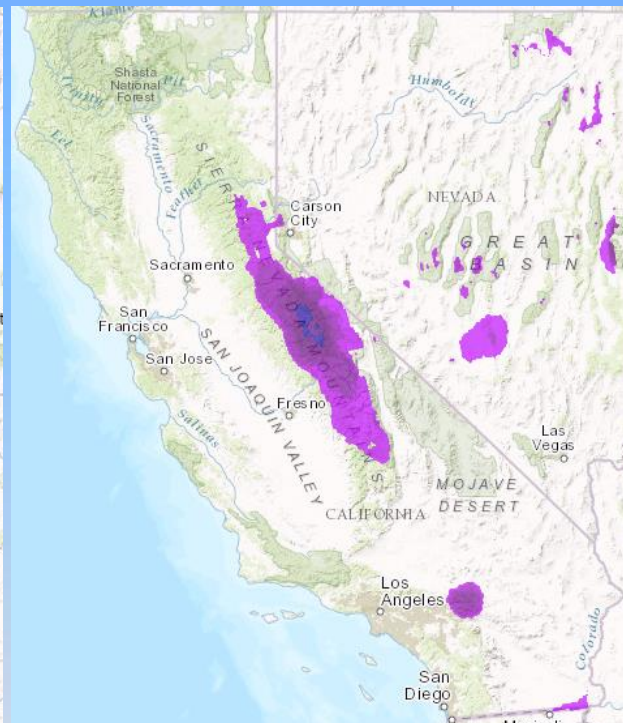 Klam
Shasta
National
Forest
Pit
Trinity
Humboldt
Eel
Sacramento
Feather
SIERRA NEVADA MOUNTAINS
NEVADA
Carson
City
GREAT
BASIN
Sacramento
San
Francisco
San Jose
SAN JOAQUIN VALLEY
Fresno
Salinas
Las
Vegas
MOJAVE
DESERT
CALIFORNIA
Los
Angeles
Colorado
San
Diego